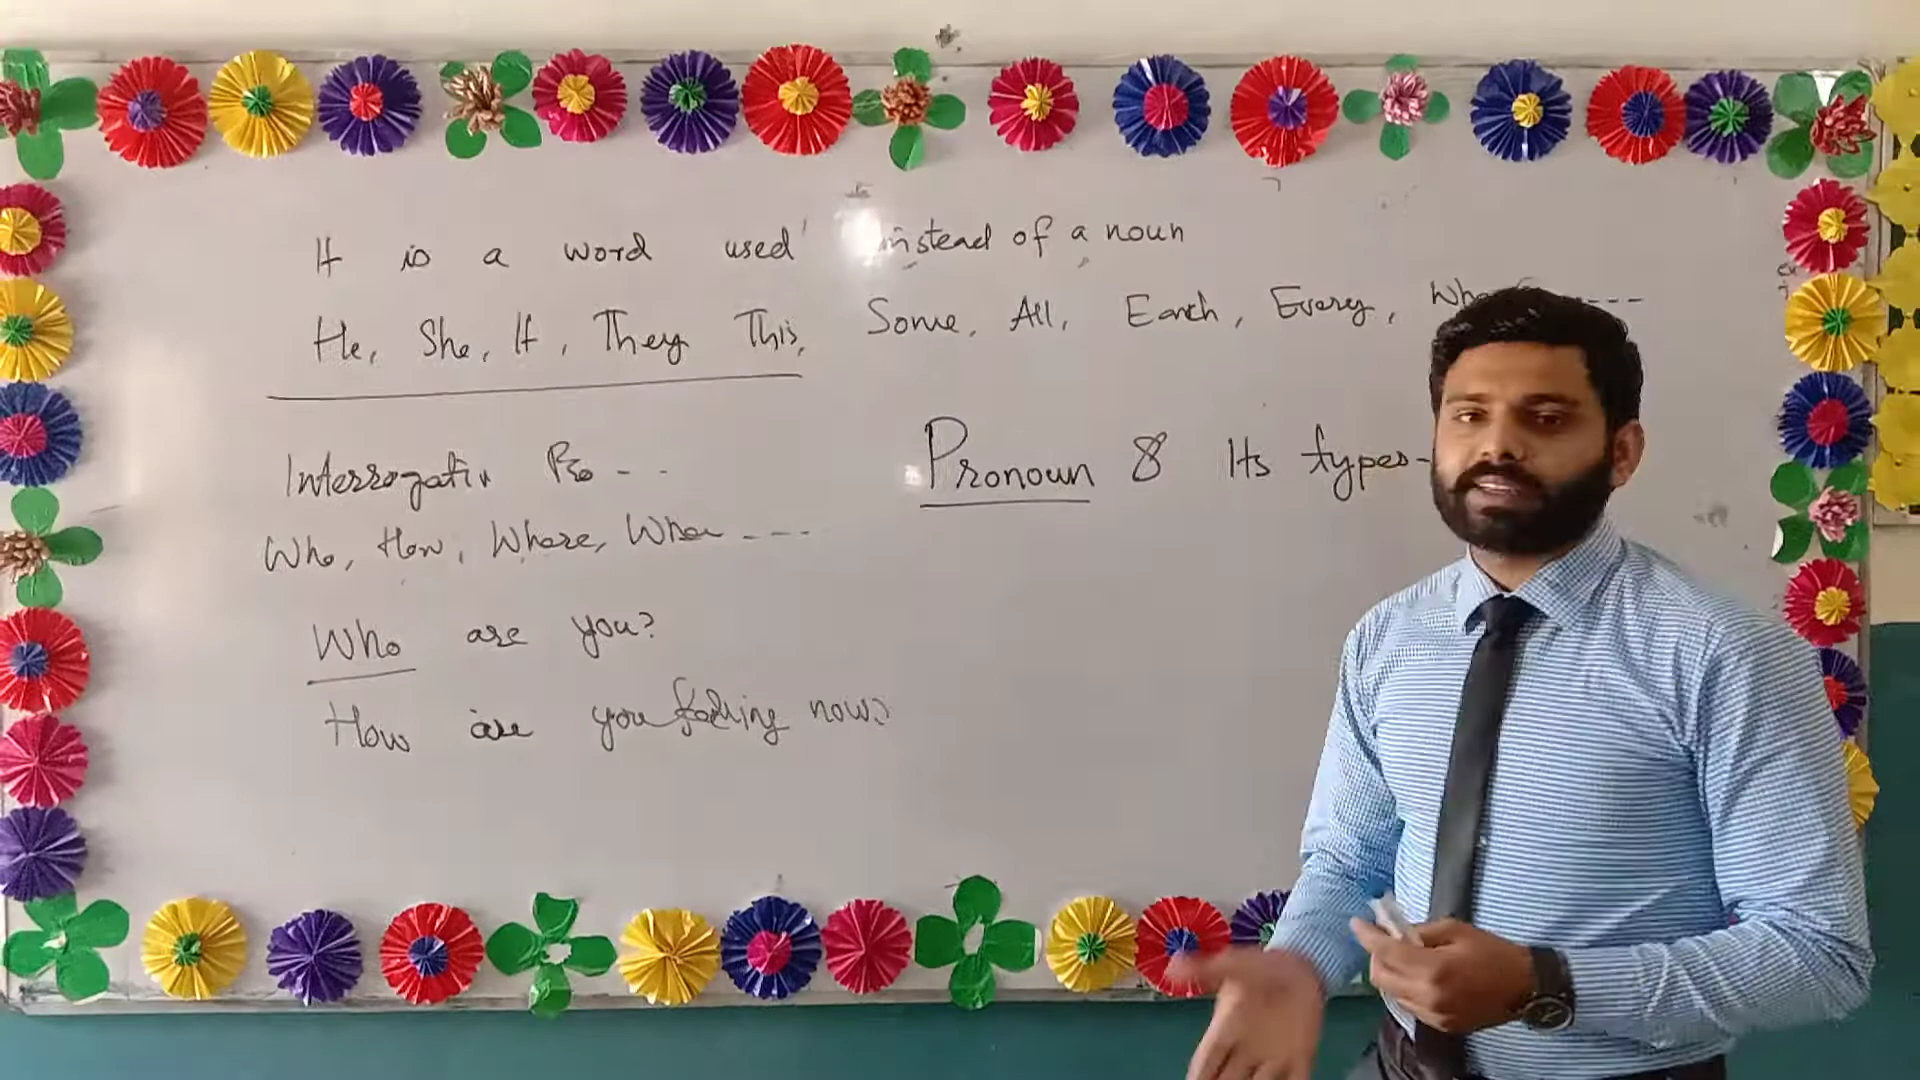 It is a word used instead of a noun
He, She, It, They This, Some, All, Each, Every,
Interrogativ Pro - -
Who, How, Where, When ----
Who are you?
How are you feeling now?
Pronoun & Its types-